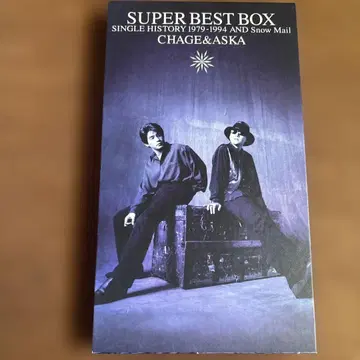 SUPER BEST BOX
SINGLE HISTORY 1979-1994 AND Snow Mail
CHAGE&ASKA